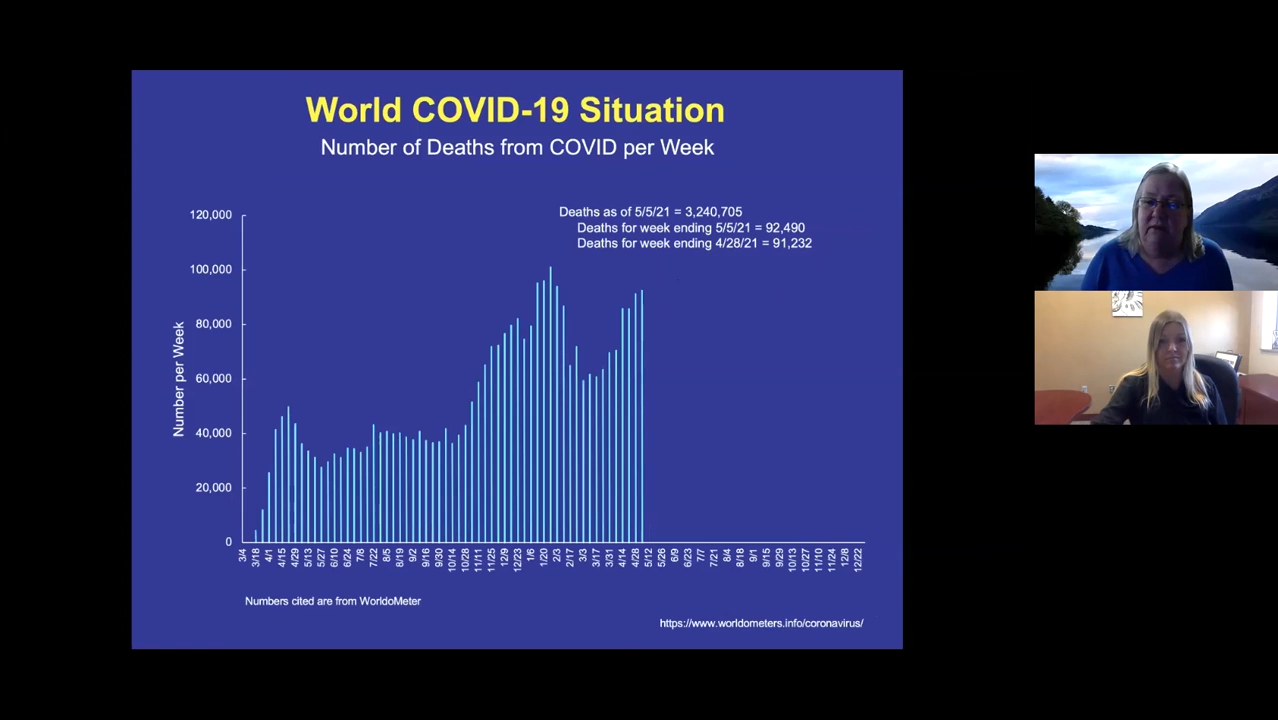 World COVID-19 Situation
Number of Deaths from COVID per Week
Deaths as of 5/5/21 = 3,240,705
Deaths for week ending 5/5/21 = 92,490
Deaths for week ending 4/28/21 = 91,232
Number per Week
120,000
100,000
80,000
60,000
40,000
20,000
0
3/4 3/18 4/1 4/15 4/29 5/13 5/27 6/10 6/24 7/8 7/22 8/5 8/19 9/2 9/16 9/30 10/14 10/28 11/11 11/25 12/9 12/23 1/6 1/20 2/3 2/17 3/3 3/17 3/31 4/14 4/28 5/12 5/26 6/9 6/23 7/7 7/21 8/4 8/18 9/1 9/15 9/29 10/13 10/27 11/10 11/24 12/8 12/22
Numbers cited are from WorldoMeter
https://www.worldometers.info/coronavirus/